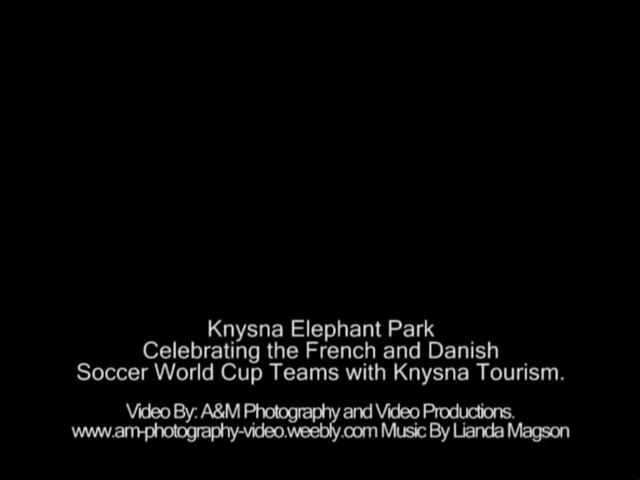 Knysna Elephant Park
Celebrating the French and Danish
Soccer World Cup Teams with Knysna Tourism.
Video By: A&M Photography and Video Productions.
www.am-photography-video.weebly.com Music By Lianda Magson